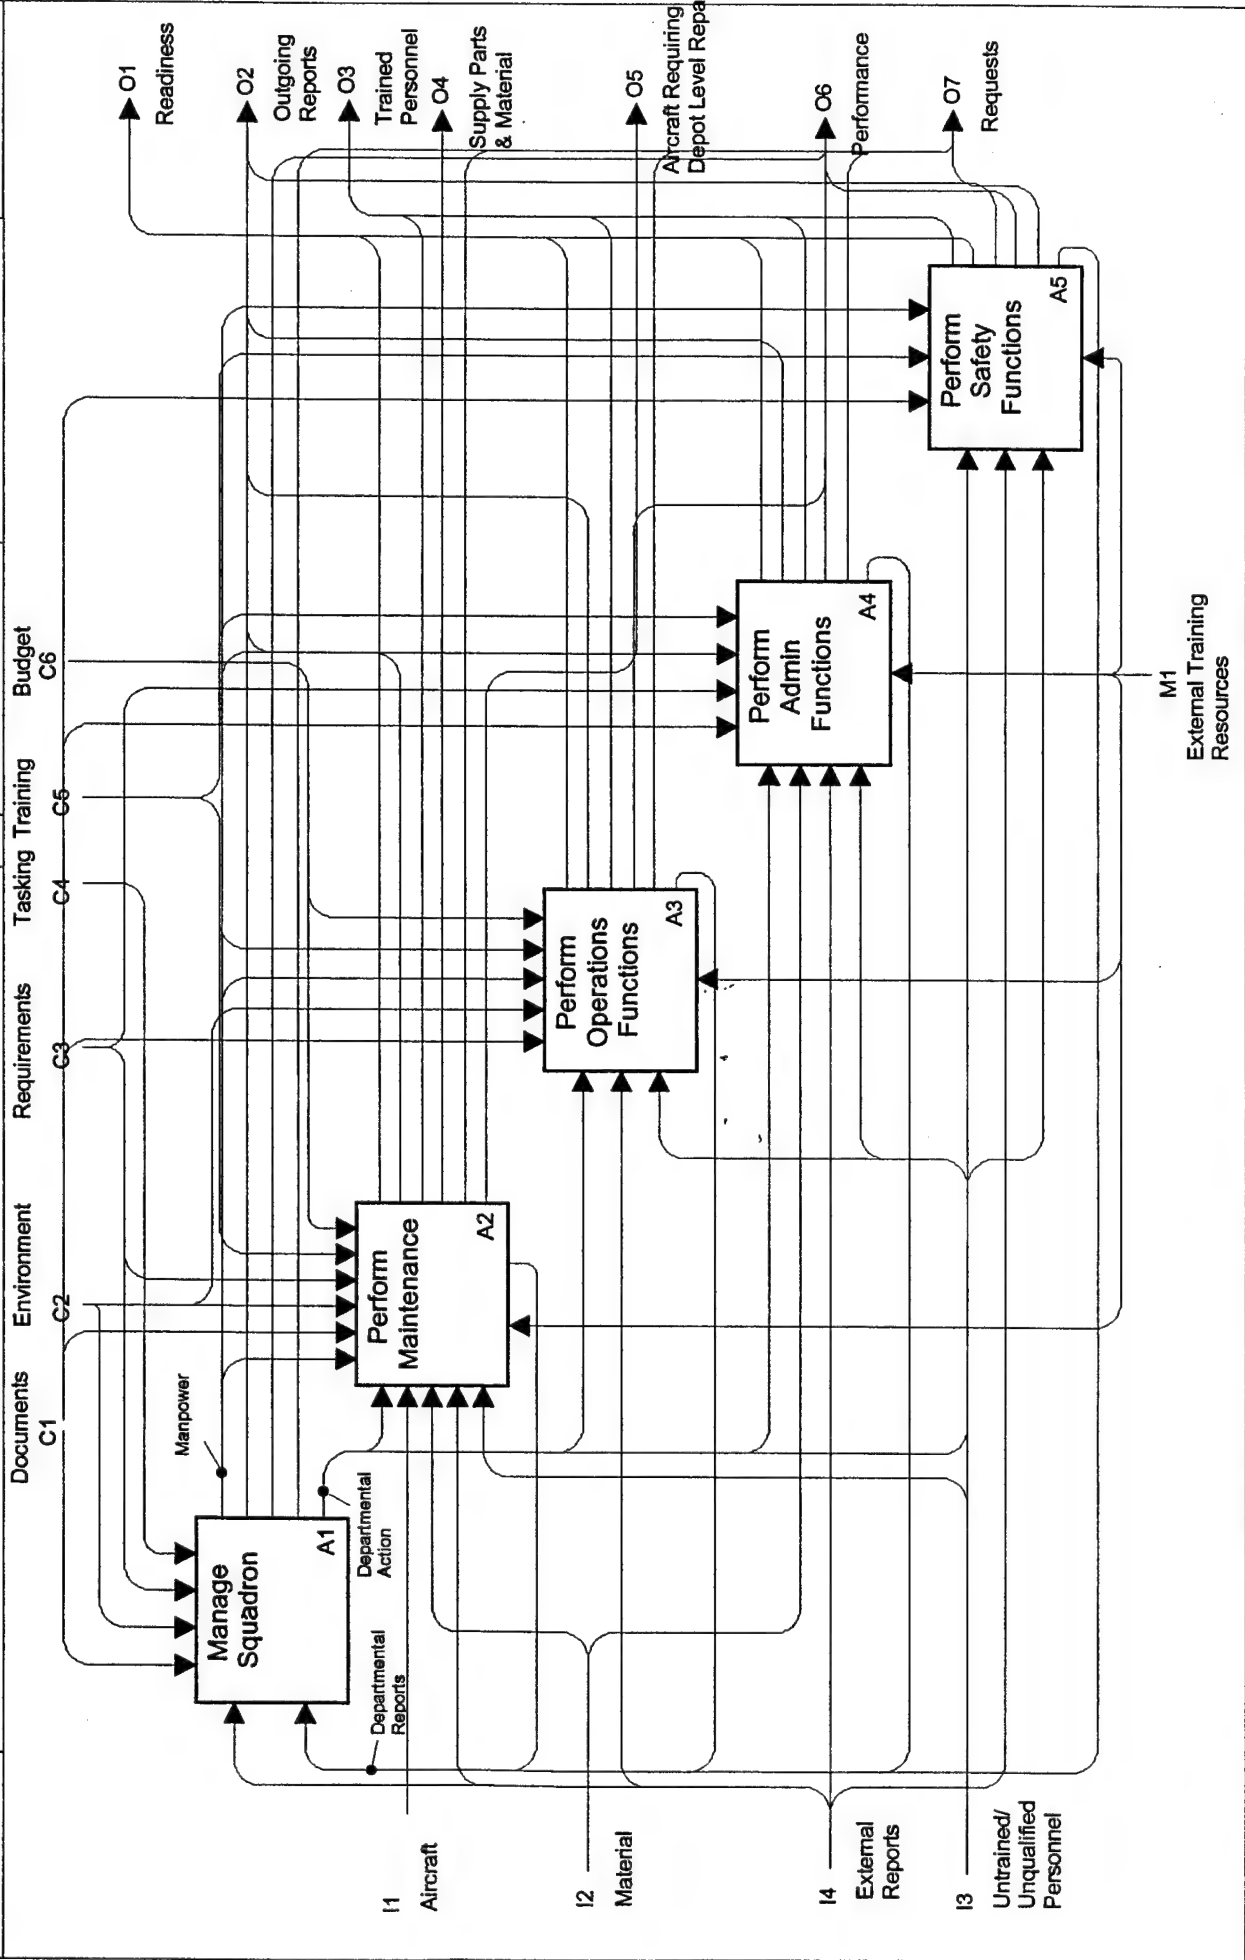 Documents
C1
Environment
C2
Requirements
C3
Tasking
C4
Training
C5
Budget
C6
Manpower
Manage
Squadron
A1
Departmental
Action
Departmental
Reports
Perform
Maintenance
A2
Perform
Operations
Functions
A3
Perform
Admin
Functions
A4
Perform
Safety
Functions
A5
O1
Readiness
O2
Outgoing
Reports
O3
Trained
Personnel
O4
Supply Parts
& Material
O5
Aircraft Requiring
Depot Level Repa
O6
Performance
O7
Requests
I1
Aircraft
I2
Material
I4
External
Reports
I3
Untrained/
Unqualified
Personnel
M1
External Training
Resources